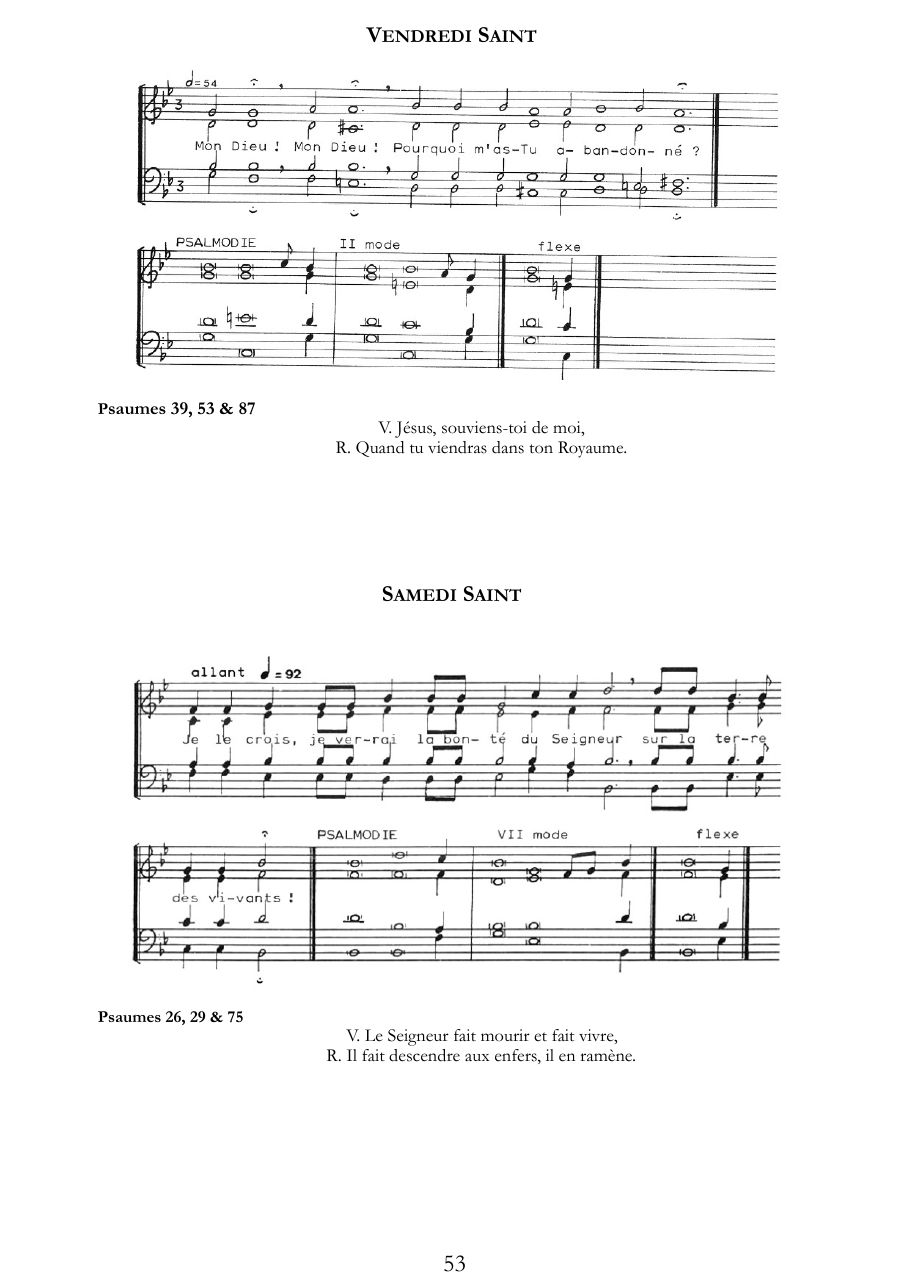 VENDREDI SAINT
= 54
3
Mon Dieu ! Mon Dieu ! Pourquoi m'as-Tu a- ban-don- né ?
3
PSALMODIE II mode flexe
Psaumes 39, 53 & 87
V. Jésus, souviens-toi de moi,
R. Quand tu viendras dans ton Royaume.
SAMEDI SAINT
allant = 92
Je le crois, je ver-rai la bon- té du Seigneur sur la ter-re
PSALMODIE VII mode flexe
des vi-vants !
Psaumes 26, 29 & 75
V. Le Seigneur fait mourir et fait vivre,
R. Il fait descendre aux enfers, il en ramène.
53